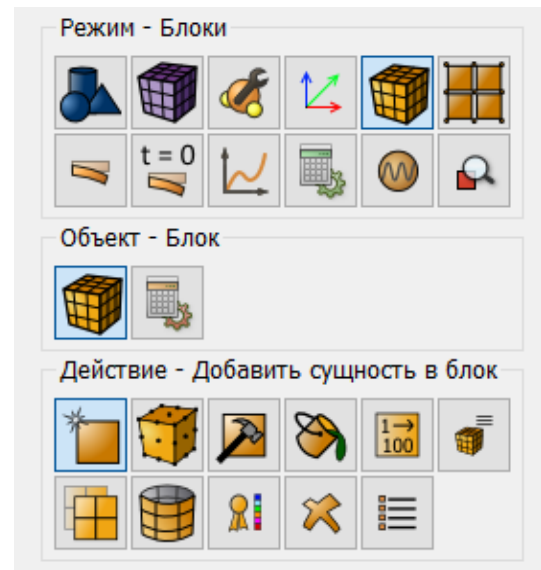 Режим - Блоки
t = 0
Объект - Блок
Действие - Добавить сущность в блок
1→
100